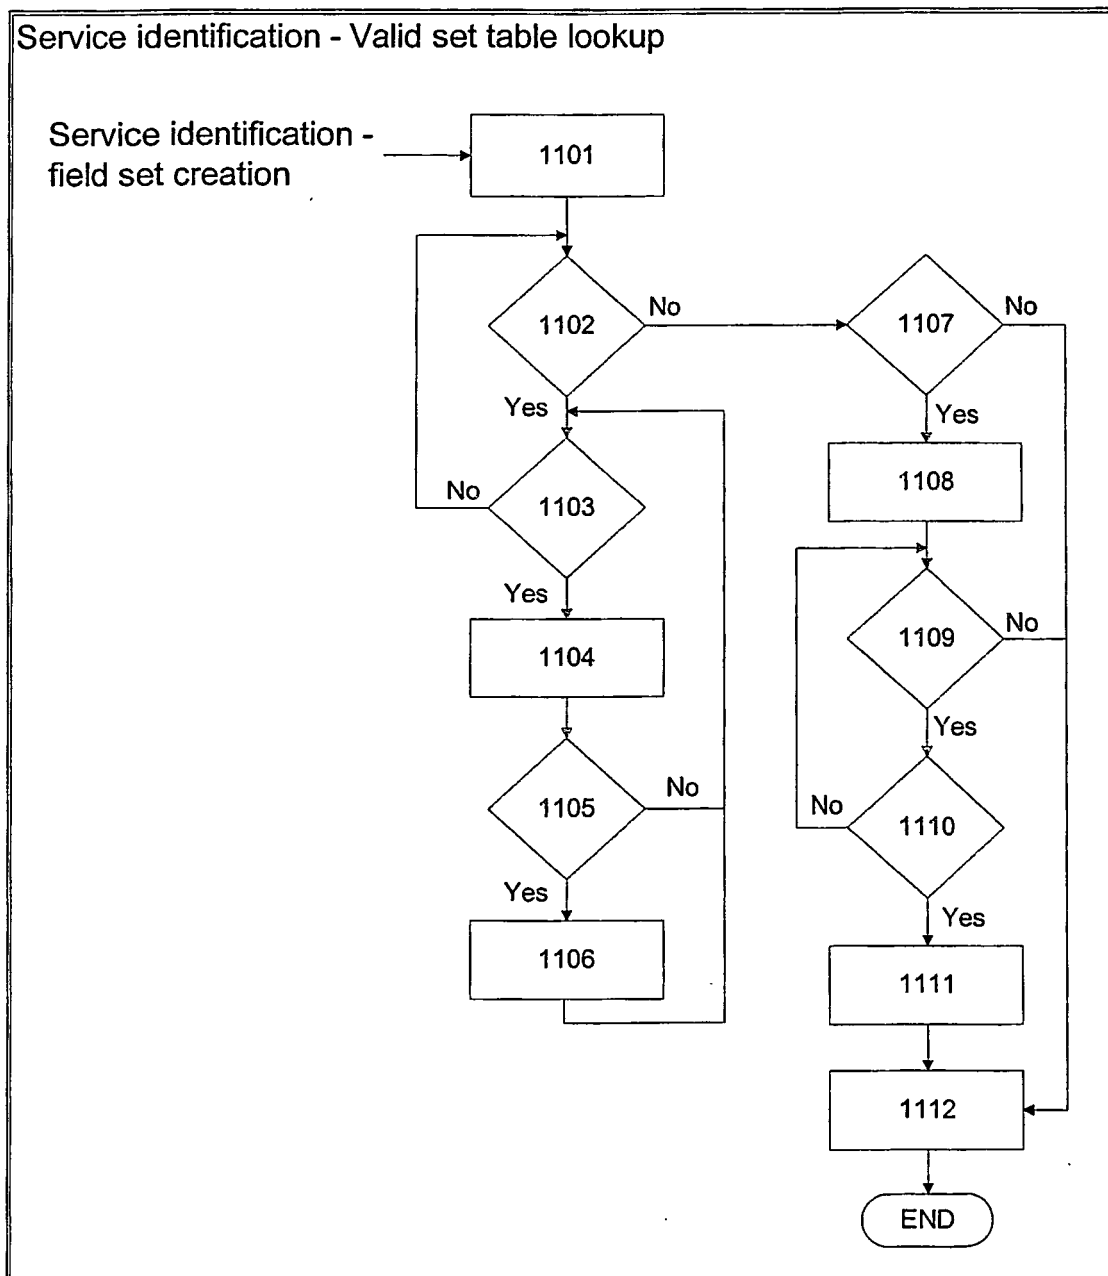 Service identification - Valid set table lookup
Service identification -
field set creation
1101
1102
No
1107
No
Yes
Yes
1108
No
1103
Yes
1104
1109
No
Yes
1105
No
No
1110
Yes
Yes
1106
1111
1112
END